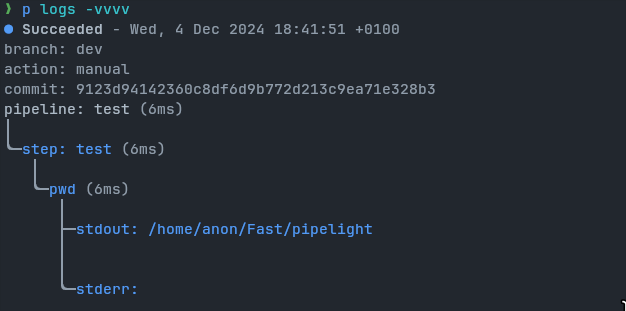 ❱ p logs -vvvv
● Succeeded - Wed, 4 Dec 2024 18:41:51 +0100
branch: dev
action: manual
commit: 9123d94142360c8df6d9b772d213c9ea71e328b3
pipeline: test (6ms)
step: test (6ms)
pwd (6ms)
stdout: /home/anon/Fast/pipelight
stderr: